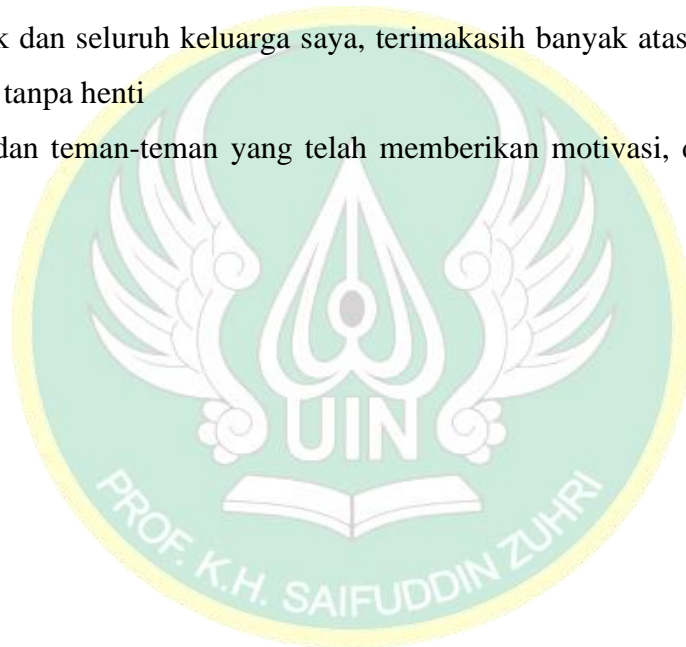 dan seluruh keluarga saya, terimakasih banyak atas
tanpa henti
dan teman-teman yang telah memberikan motivasi,
UIN
PROF. K.H. SAIFUDDIN ZUHRI